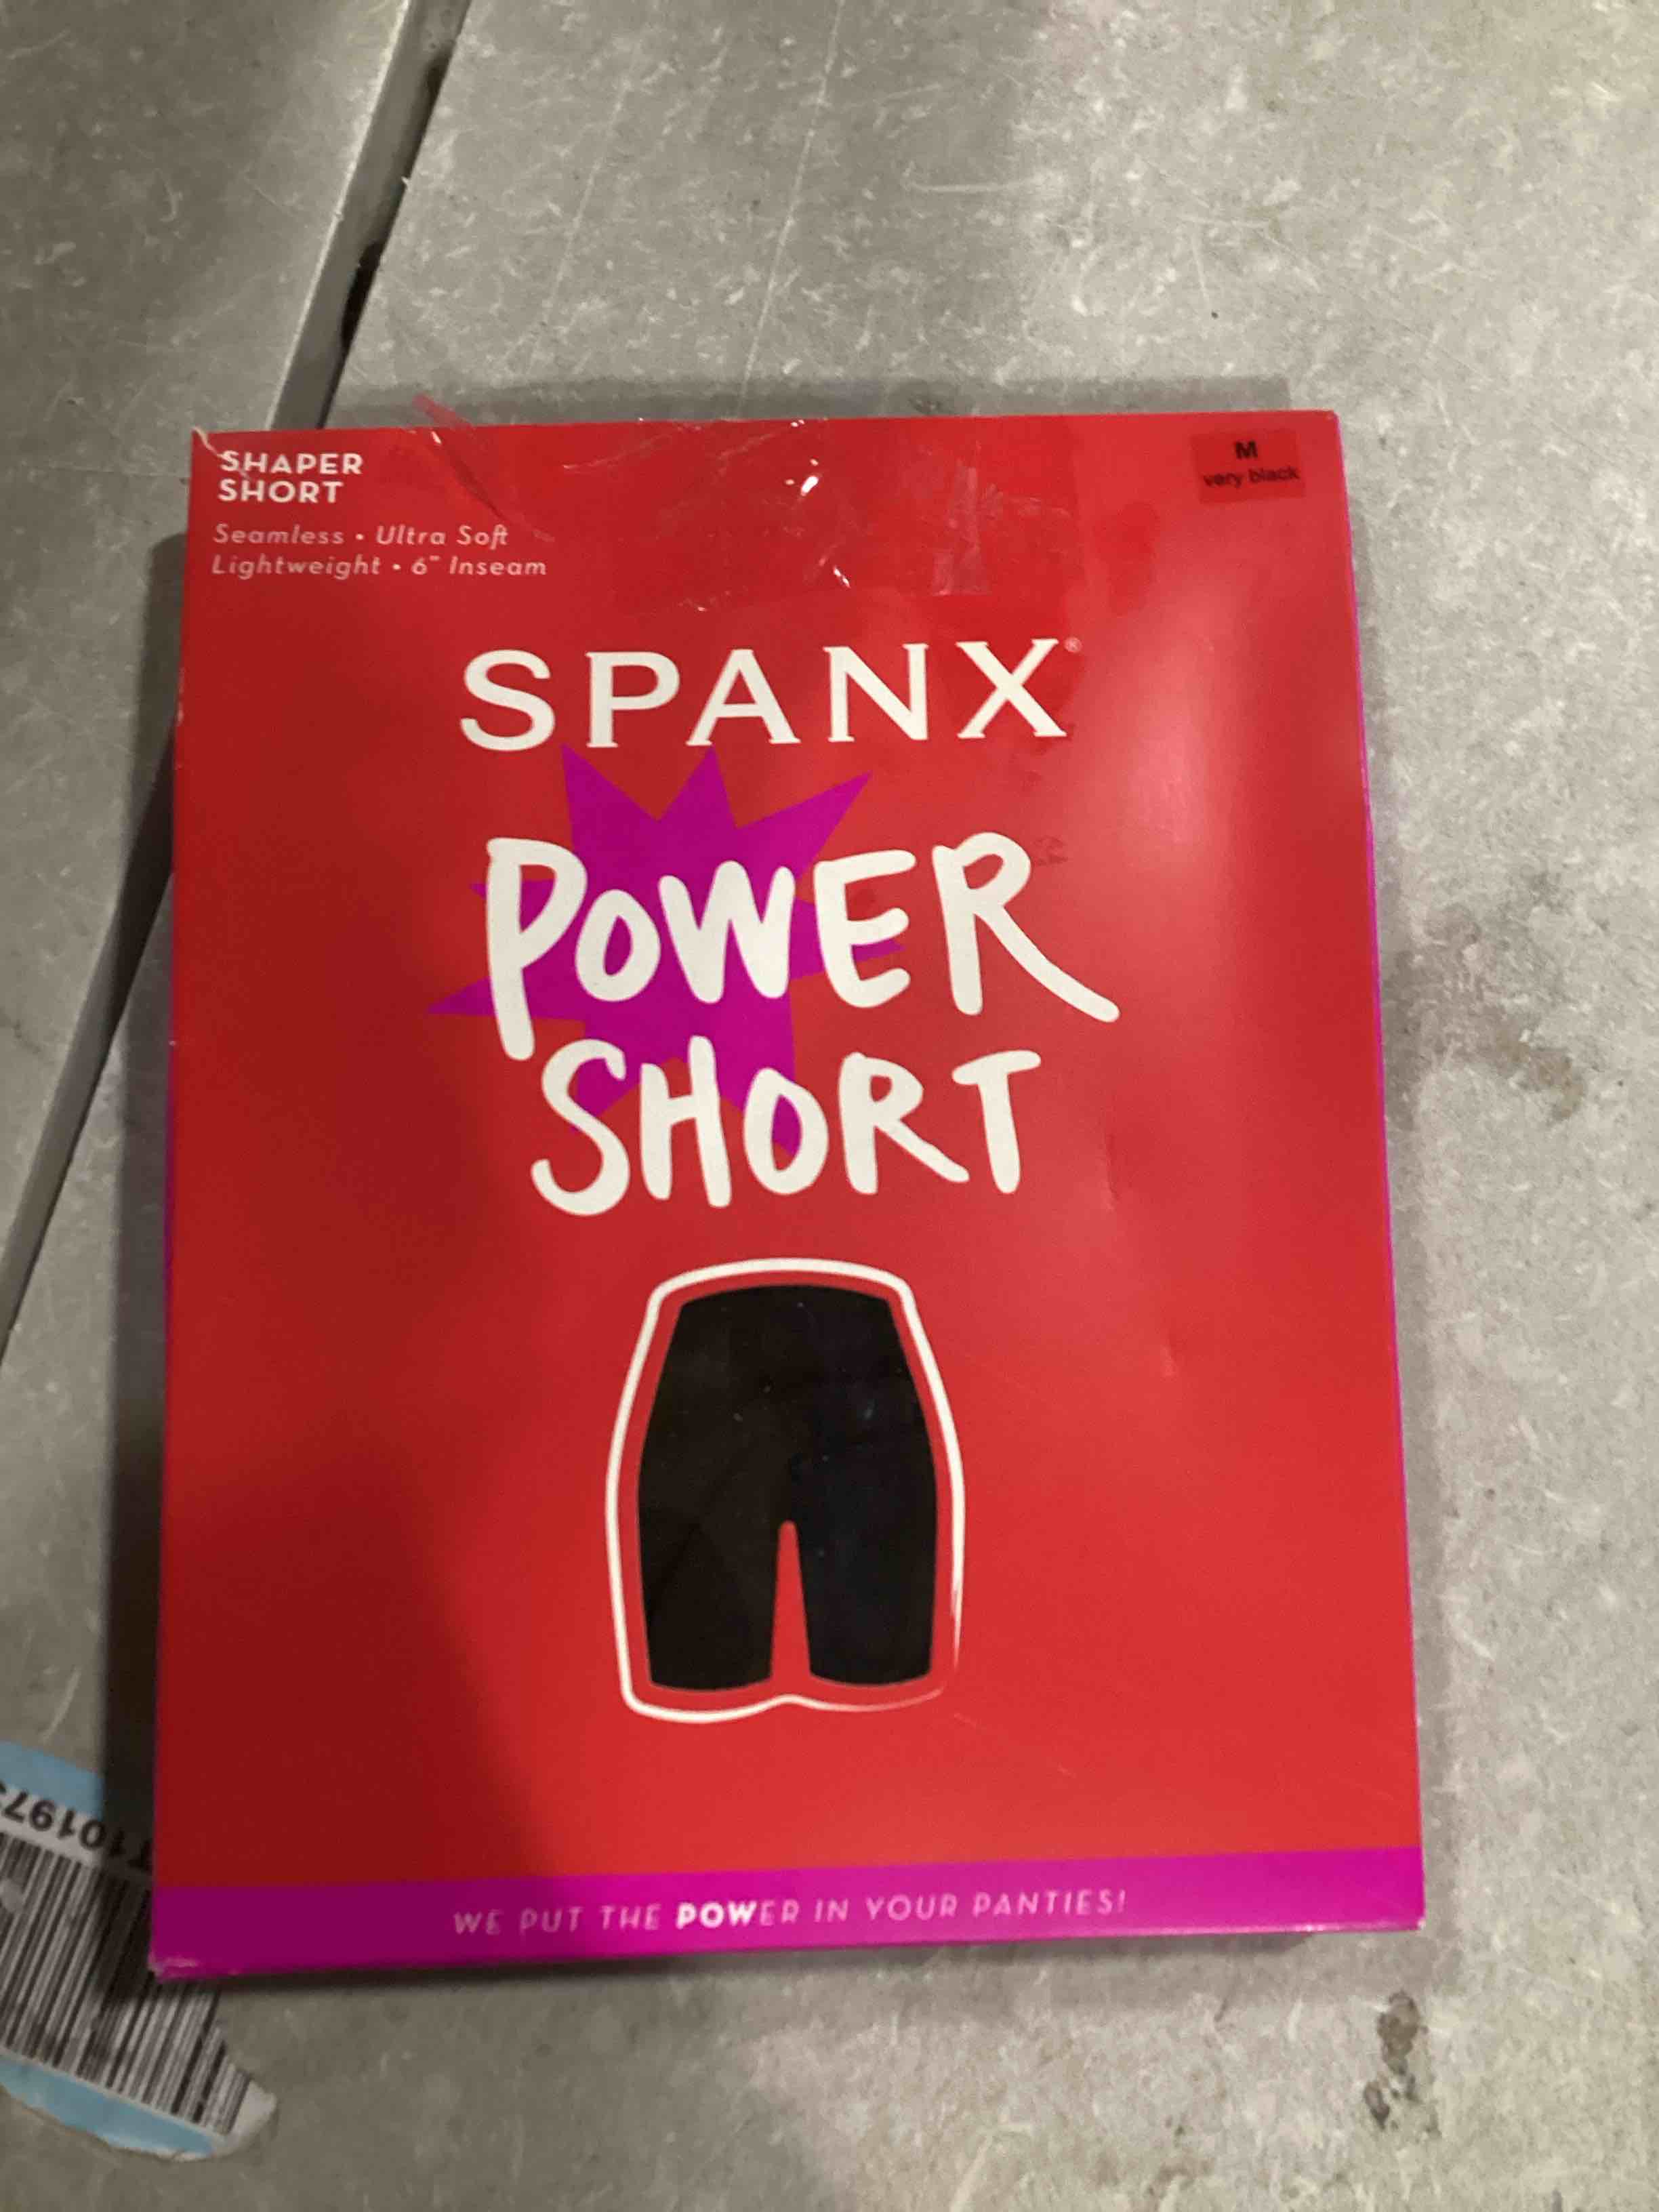 SHAPER
SHORT
Seamless • Ultra Soft
Lightweight • 6" Inseam
M
very black
SPANX®
POWER
SHORT
WE PUT THE POWER IN YOUR PANTIES!